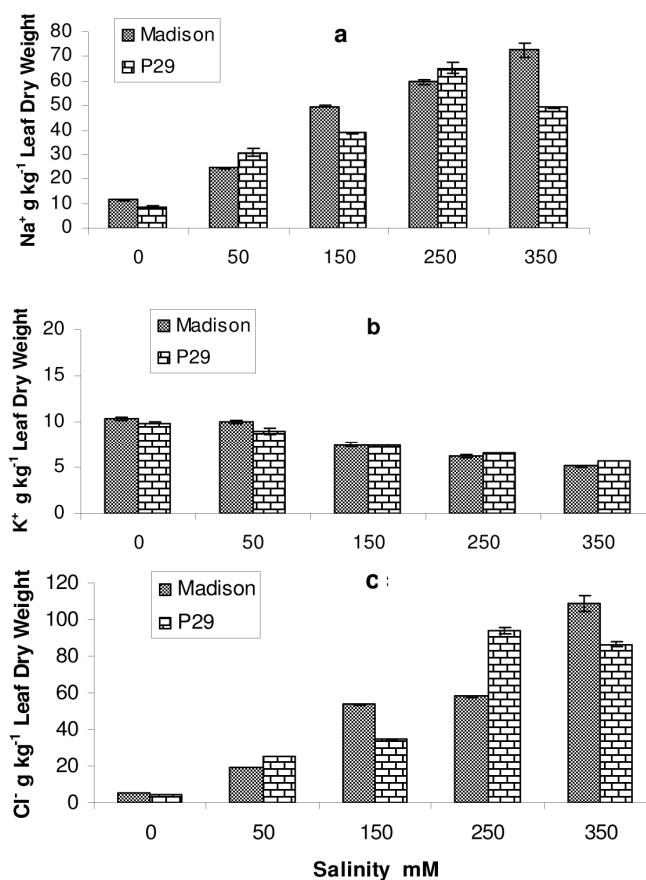 a
Madison
P29
Na⁺ g kg⁻¹ Leaf Dry Weight
80
70
60
50
40
30
20
10
0
0 50 150 250 350
b
Madison
P29
K⁺ g kg⁻¹ Leaf Dry Weight
20
15
10
5
0
0 50 150 250 350
c
Madison
P29
Cl⁻ g kg⁻¹ Leaf Dry Weight
120
100
80
60
40
20
0
0 50 150 250 350
Salinity mM